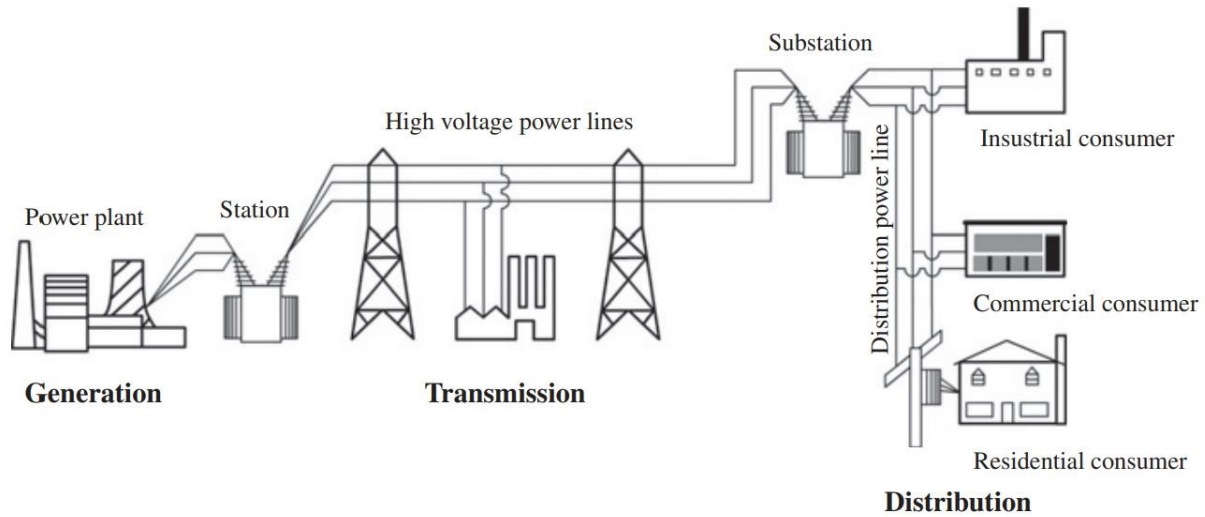 Substation
High voltage power lines
Insustrial consumer
Station
Power plant
Distribution power line
Commercial consumer
Generation
Transmission
Residential consumer
Distribution